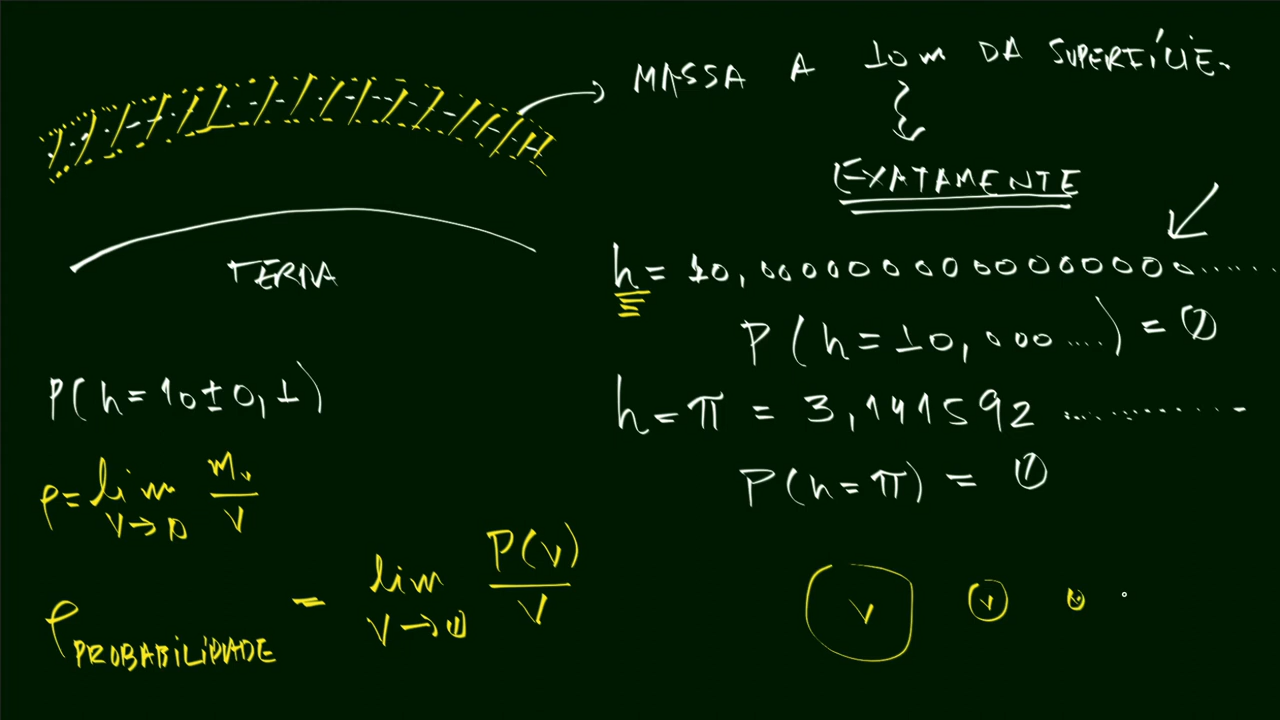 MASSA A 10m DA SUPERFÍCIE.
EXATAMENTE
TERRA
h = 10,0000000000000000......
P(h = 10,000....) = 0
P(h = 10 ± 0,1)
h = π = 3,141592..............
ρ = lim V→0 mᵥ/V
P(h = π) = 0
ρ PROBABILIDADE = lim V→0 P(V)/V
V V V